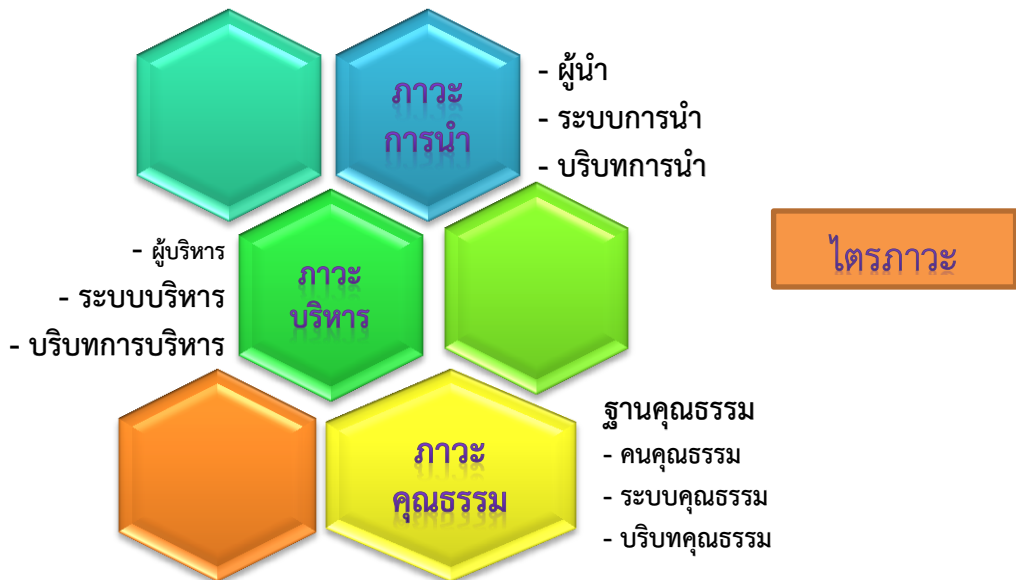 ภาวะ
การนำ
- ผู้นำ
- ระบบการนำ
- บริบทการนำ
ไตรภาวะ
- ผู้บริหาร
- ระบบบริหาร
- บริบทการบริหาร
ภาวะ
บริหาร
ภาวะ
คุณธรรม
ฐานคุณธรรม
- คนคุณธรรม
- ระบบคุณธรรม
- บริบทคุณธรรม